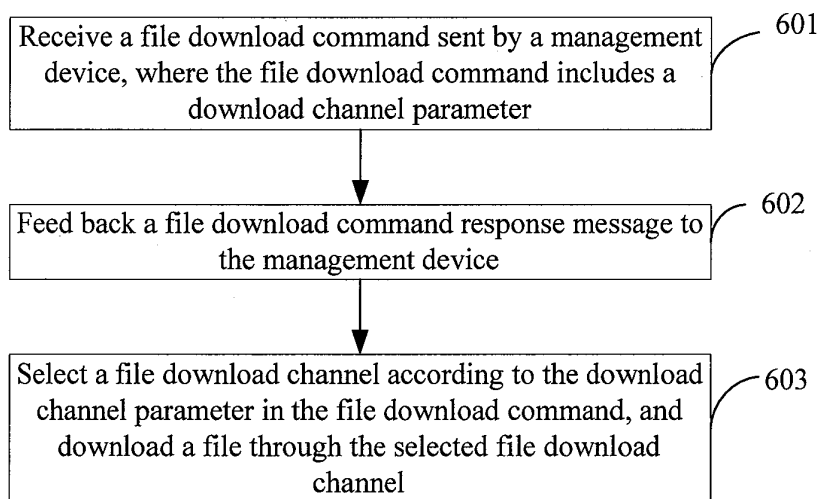 Receive a file download command sent by a management
device, where the file download command includes a
download channel parameter
601
Feed back a file download command response message to
the management device
602
Select a file download channel according to the download
channel parameter in the file download command, and
download a file through the selected file download
channel
603